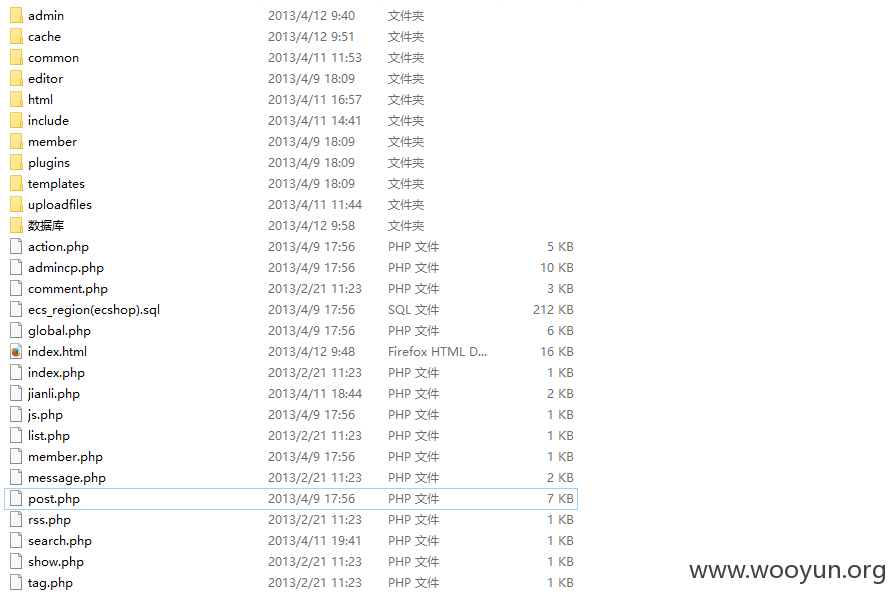 admin 2013/4/12 9:40 文件夹
cache 2013/4/12 9:51 文件夹
common 2013/4/11 11:53 文件夹
editor 2013/4/9 18:09 文件夹
html 2013/4/11 16:57 文件夹
include 2013/4/11 14:41 文件夹
member 2013/4/9 18:09 文件夹
plugins 2013/4/9 18:09 文件夹
templates 2013/4/9 18:09 文件夹
uploadfiles 2013/4/11 11:44 文件夹
数据库 2013/4/12 9:58 文件夹
action.php 2013/4/9 17:56 PHP 文件 5 KB
admincp.php 2013/4/9 17:56 PHP 文件 10 KB
comment.php 2013/2/21 11:23 PHP 文件 3 KB
ecs_region(ecshop).sql 2013/4/9 17:56 SQL 文件 212 KB
global.php 2013/4/9 17:56 PHP 文件 6 KB
index.html 2013/4/12 9:48 Firefox HTML D... 16 KB
index.php 2013/2/21 11:23 PHP 文件 1 KB
jianli.php 2013/4/11 18:44 PHP 文件 2 KB
js.php 2013/4/9 17:56 PHP 文件 1 KB
list.php 2013/2/21 11:23 PHP 文件 1 KB
member.php 2013/4/9 17:56 PHP 文件 1 KB
message.php 2013/2/21 11:23 PHP 文件 2 KB
post.php 2013/4/9 17:56 PHP 文件 7 KB
rss.php 2013/2/21 11:23 PHP 文件 1 KB
search.php 2013/4/11 19:41 PHP 文件 1 KB
show.php 2013/2/21 11:23 PHP 文件 1 KB
tag.php 2013/2/21 11:23 PHP 文件 1 KB
www.wooyun.org